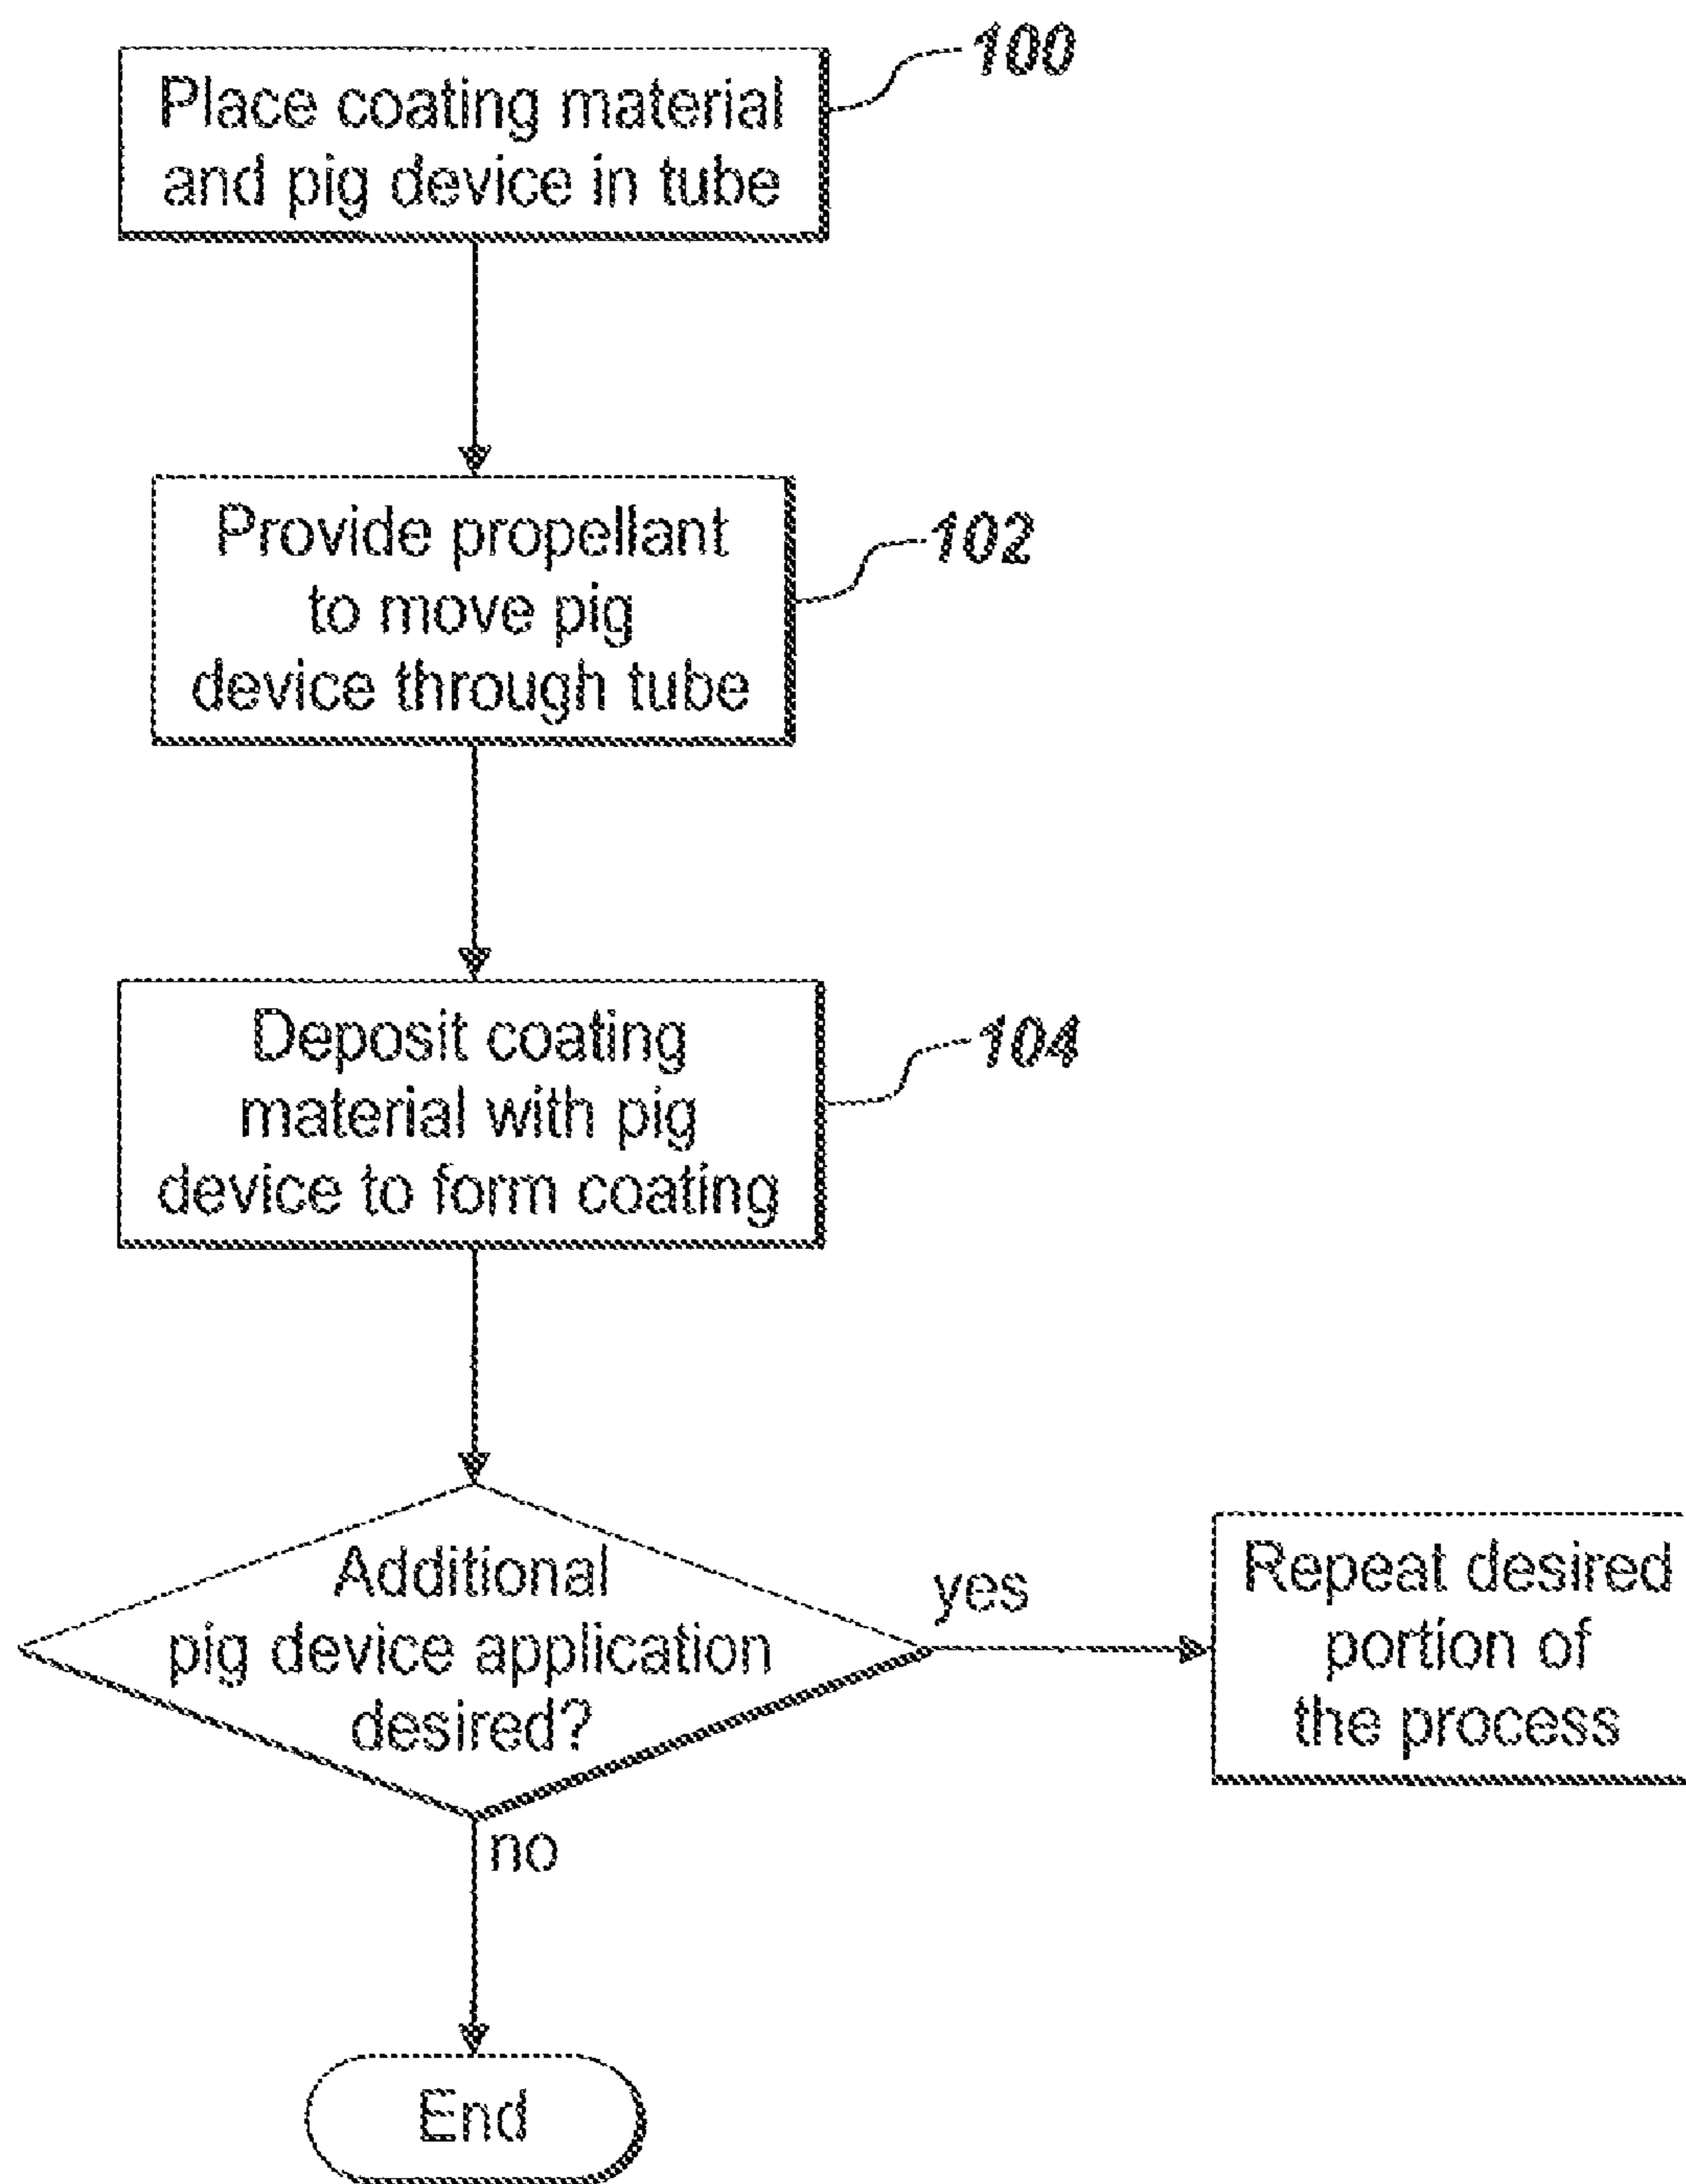 100
Place coating material
and pig device in tube
102
Provide propellant
to move pig
device through tube
104
Deposit coating
material with pig
device to form coating
Additional
pig device application
desired?
yes
Repeat desired
portion of
the process
no
End